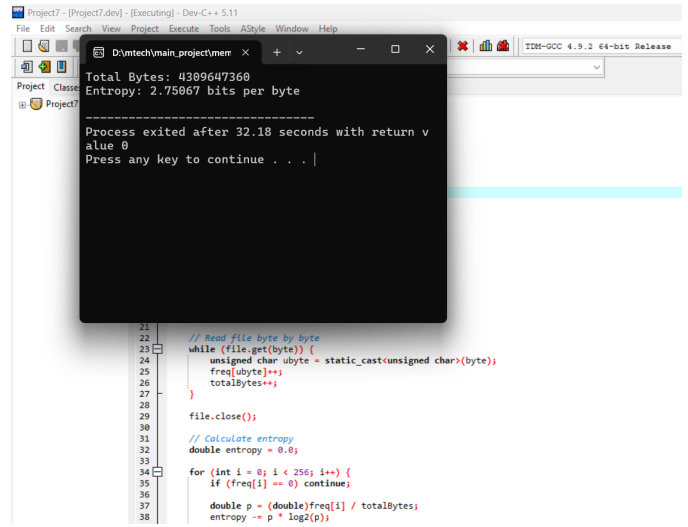 Project7 - [Project7.dev] - [Executing] - Dev-C++ 5.11
File Edit Search View Project Execute Tools AStyle Window Help
TDM-GCC 4.9.2 64-bit Release
D:\mtech\main_project\mem
Total Bytes: 4309647360
Entropy: 2.75067 bits per byte
--------------------------------
Process exited after 32.18 seconds with return v
alue 0
Press any key to continue . . .
Project Classes
Project7
21
22 // Read file byte by byte
23 while (file.get(byte)) {
24 unsigned char ubyte = static_cast<unsigned char>(byte);
25 freq[ubyte]++;
26 totalBytes++;
27 }
28
29 file.close();
30
31 // Calculate entropy
32 double entropy = 0.0;
33
34 for (int i = 0; i < 256; i++) {
35 if (freq[i] == 0) continue;
36
37 double p = (double)freq[i] / totalBytes;
38 entropy -= p * log2(p);